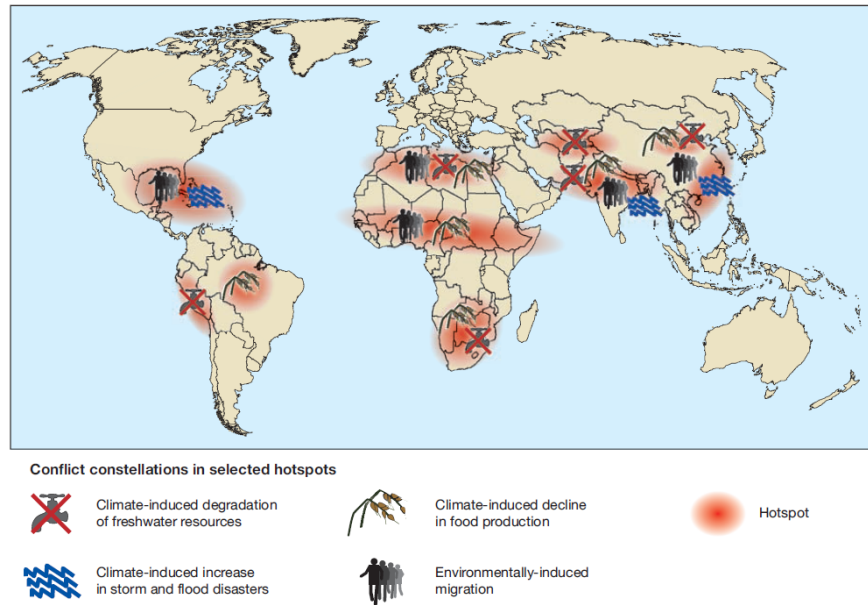 Conflict constellations in selected hotspots
Climate-induced degradation
of freshwater resources
Climate-induced decline
in food production
Hotspot
Climate-induced increase
in storm and flood disasters
Environmentally-induced
migration